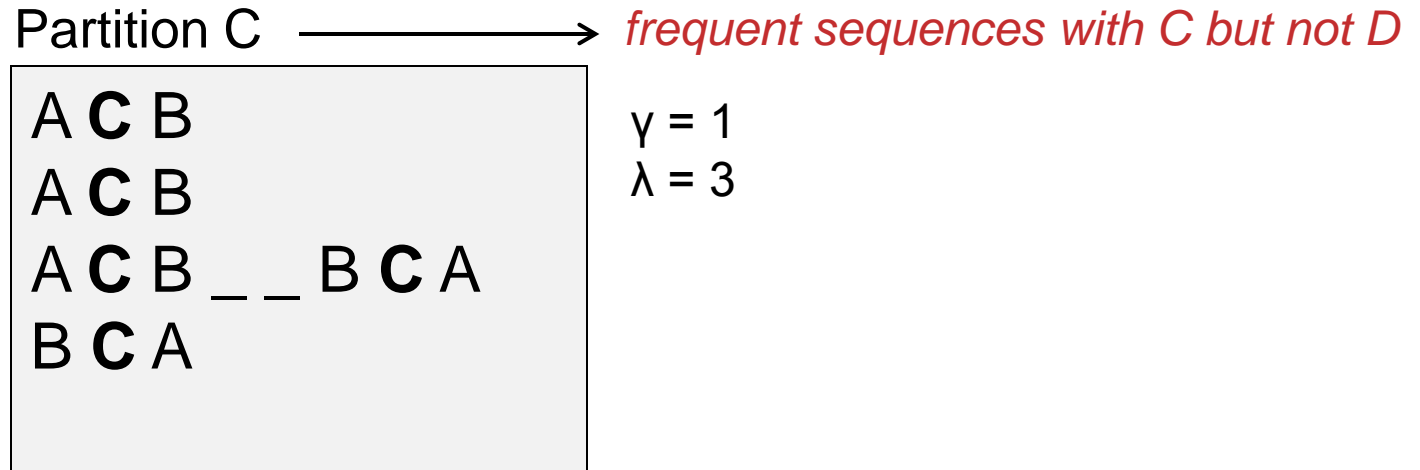 Partition C ⟶ frequent sequences with C but not D
A C B
A C B
A C B _ _ B C A
B C A
γ = 1
λ = 3